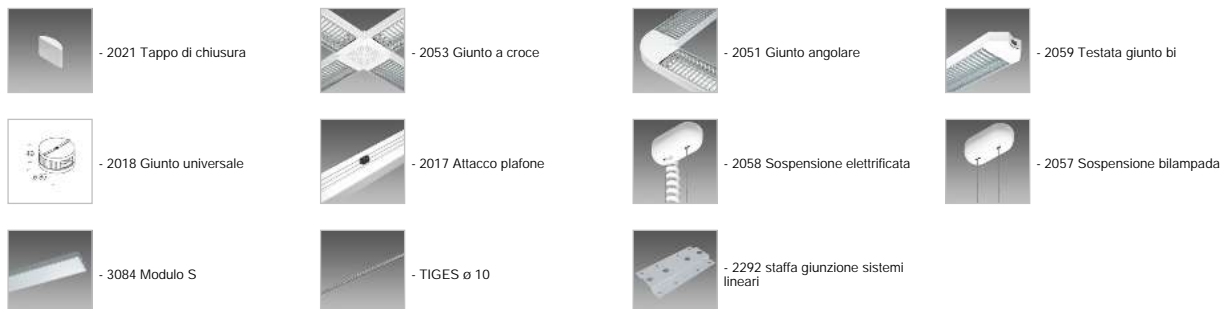 - 2021 Tappo di chiusura
- 2053 Giunto a croce
- 2051 Giunto angolare
- 2059 Testata giunto bi
- 2018 Giunto universale
- 2017 Attacco plafone
- 2058 Sospensione elettrificata
- 2057 Sospensione bilampada
- 3084 Modulo S
- TIGES ø 10
- 2292 staffa giunzione sistemi
lineari